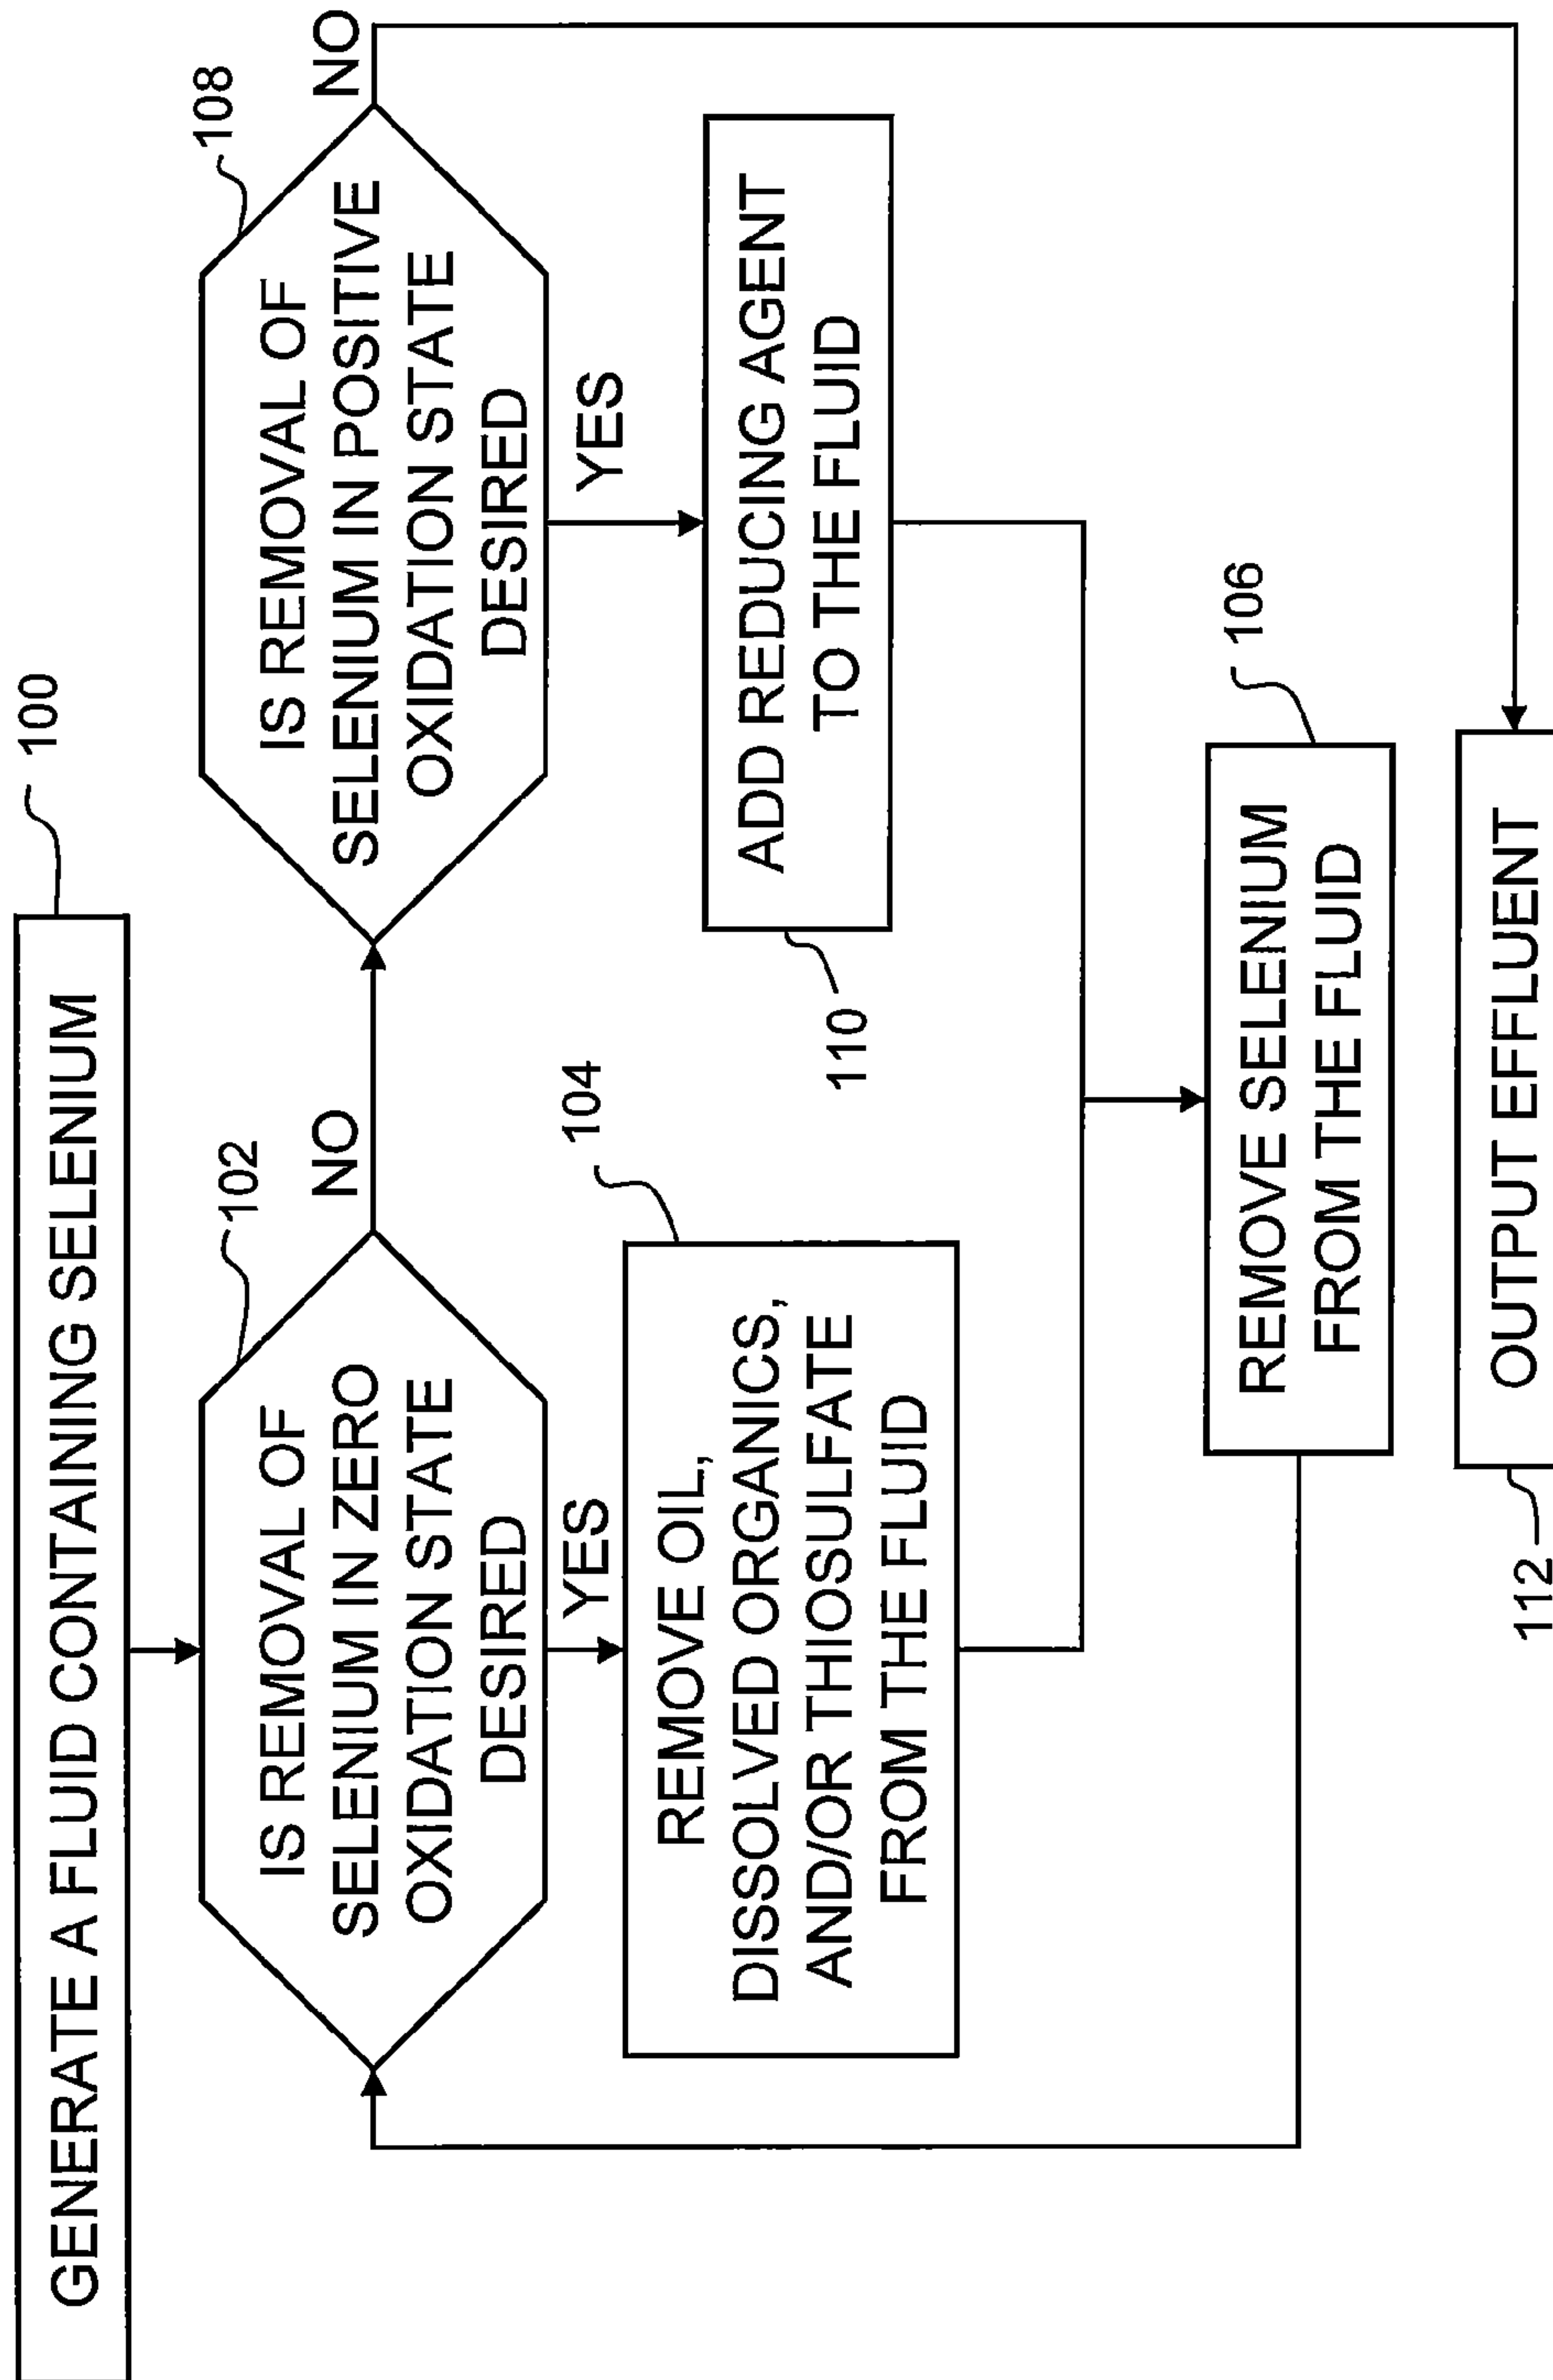 GENERATE A FLUID CONTAINING SELENIUM
100
IS REMOVAL OF
SELENIUM IN ZERO
OXIDATION STATE
DESIRED
102
NO
YES
IS REMOVAL OF
SELENIUM IN POSITIVE
OXIDATION STATE
DESIRED
108
NO
YES
REMOVE OIL,
DISSOLVED ORGANICS,
AND/OR THIOSULFATE
FROM THE FLUID
104
ADD REDUCING AGENT
TO THE FLUID
110
REMOVE SELENIUM
FROM THE FLUID
106
OUTPUT EFFLUENT
112